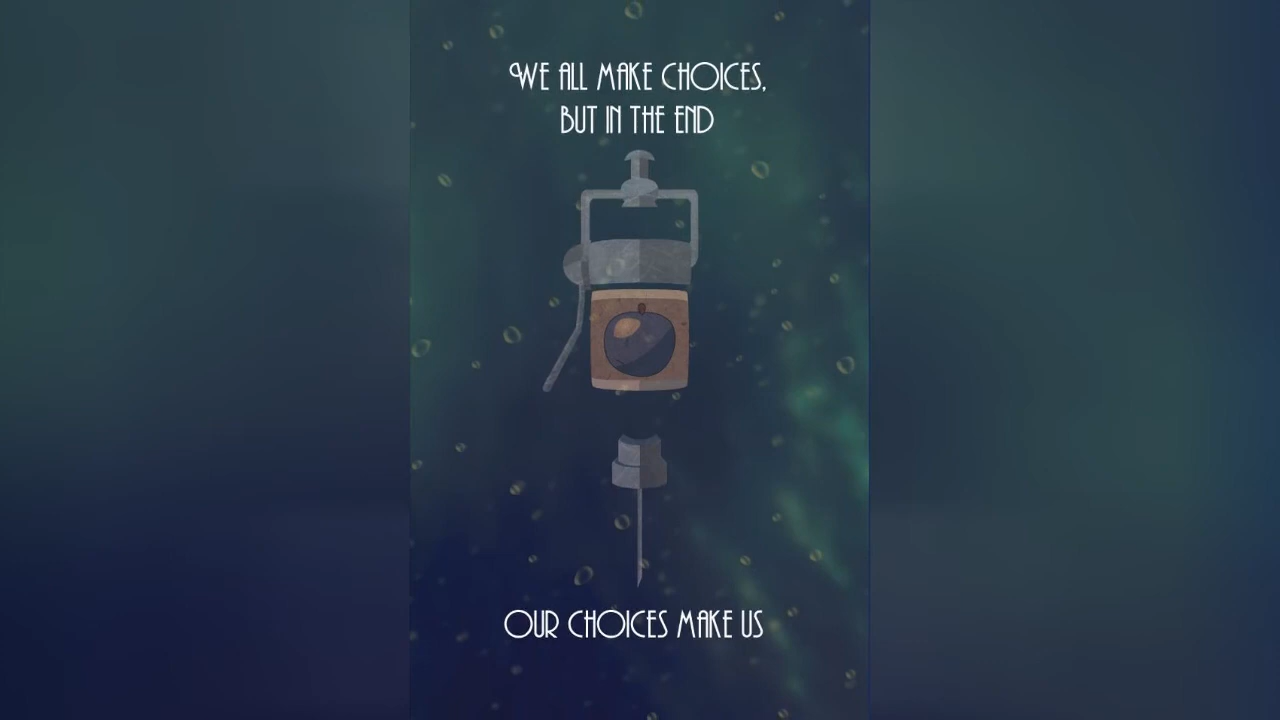 WE ALL MAKE CHOICES,
BUT IN THE END
OUR CHOICES MAKE US